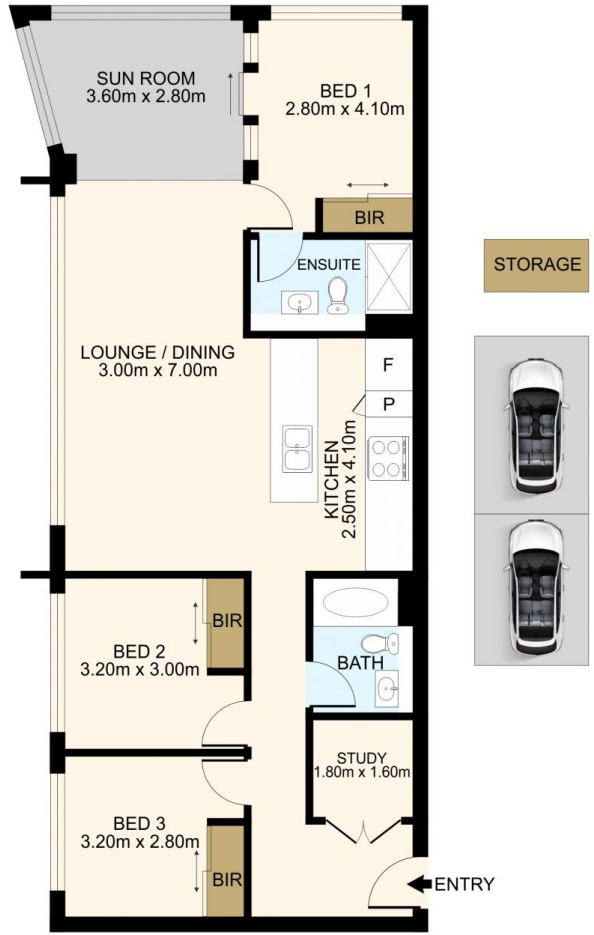 SUN ROOM
3.60m x 2.80m
BED 1
2.80m x 4.10m
BIR
ENSUITE
STORAGE
LOUNGE / DINING
3.00m x 7.00m
F
P
KITCHEN
2.50m x 4.10m
BIR
BED 2
3.20m x 3.00m
BATH
STUDY
1.80m x 1.60m
BED 3
3.20m x 2.80m
BIR
ENTRY